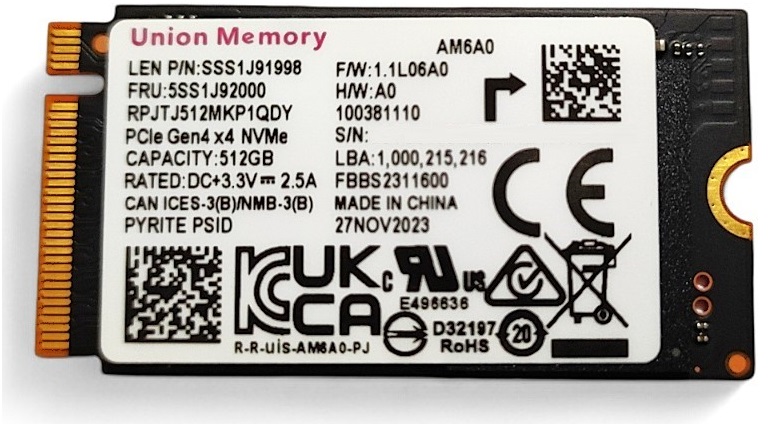 Union Memory
AM6A0
LEN P/N:SSS1J91998
F/W:1.1L06A0
FRU:5SS1J92000
H/W:A0
RPJTJ512MKP1QDY
100381110
PCIe Gen4 x4 NVMe
S/N:
CAPACITY:512GB
LBA:1,000,215,216
RATED:DC+3.3V⎓ 2.5A
FBBS2311600
CAN ICES-3(B)/NMB-3(B)
MADE IN CHINA
PYRITE PSID
27NOV2023
CE
KC
UK
CA
c RU us
E496636
D32197
RoHS
20
R-R-UiS-AM6A0-PJ